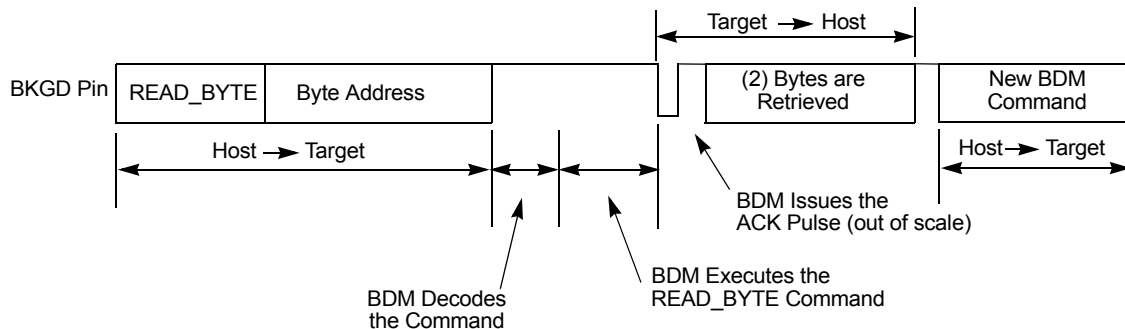 Target → Host
BKGD Pin
READ_BYTE
Byte Address
(2) Bytes are
Retrieved
New BDM
Command
Host → Target
Host → Target
BDM Issues the
ACK Pulse (out of scale)
BDM Decodes
the Command
BDM Executes the
READ_BYTE Command